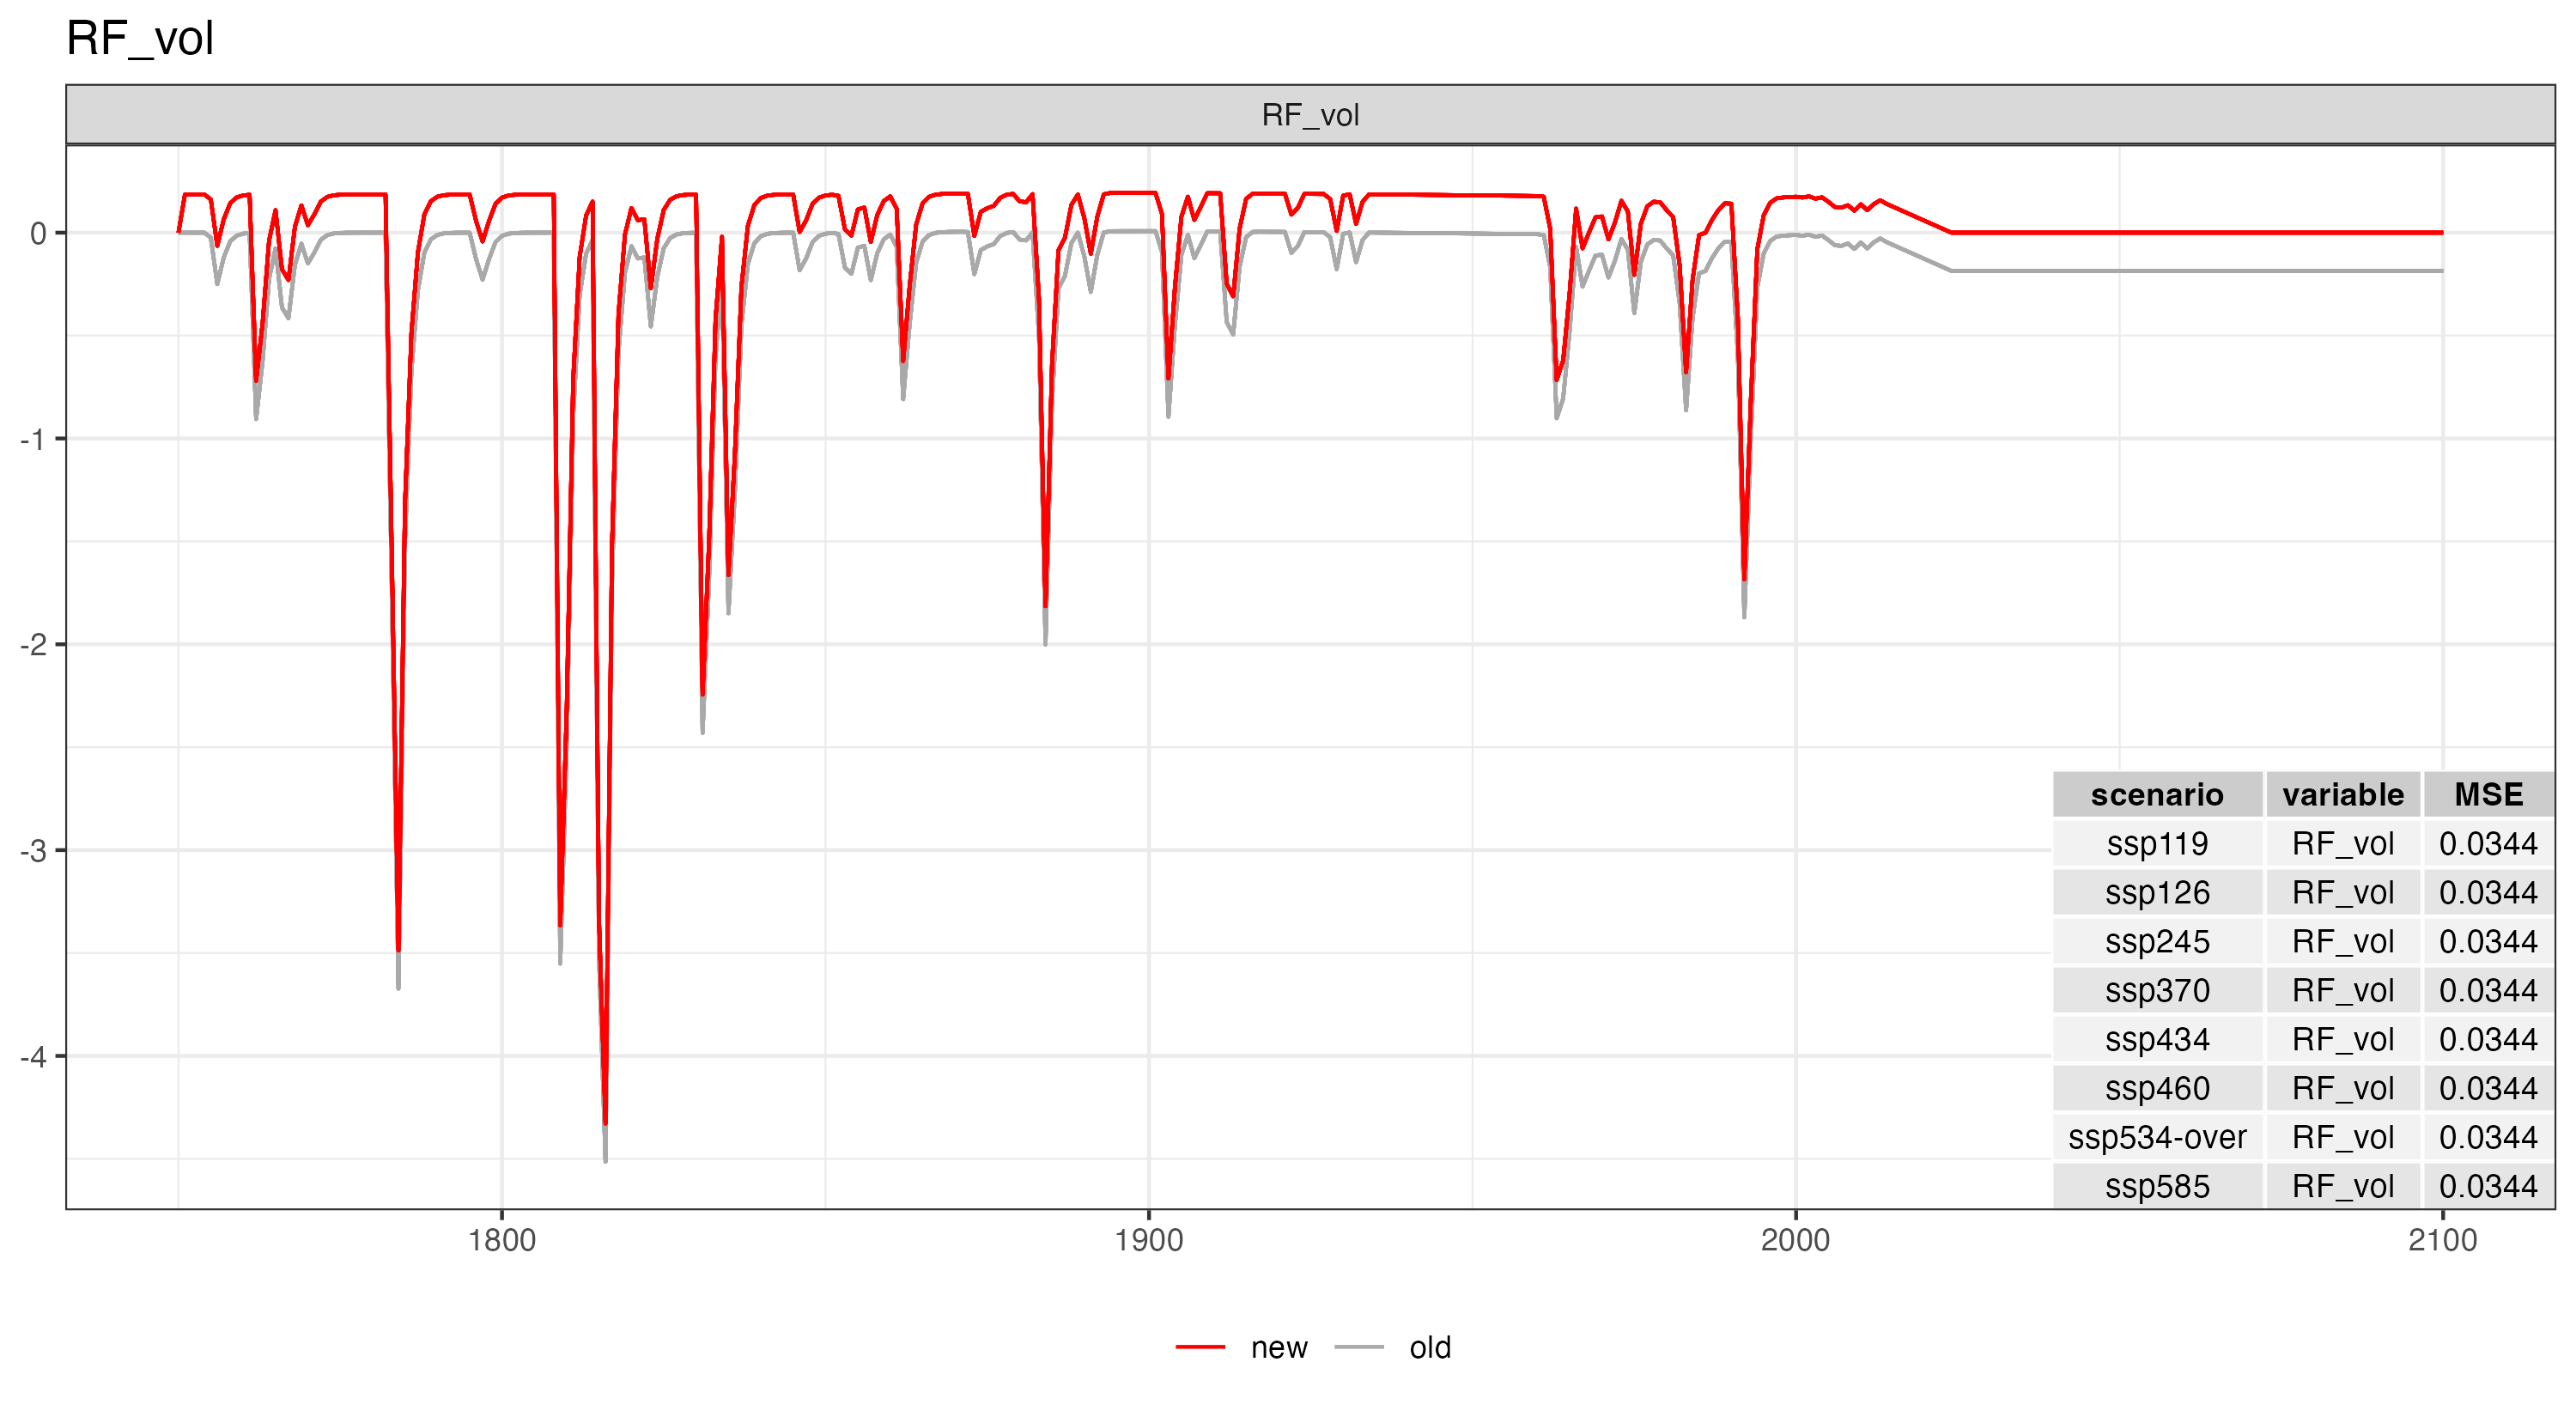 RF_vol
RF_vol
0
-1
-2
-3
-4
scenario variable MSE
ssp119 RF_vol 0.0344
ssp126 RF_vol 0.0344
ssp245 RF_vol 0.0344
ssp370 RF_vol 0.0344
ssp434 RF_vol 0.0344
ssp460 RF_vol 0.0344
ssp534-over RF_vol 0.0344
ssp585 RF_vol 0.0344
1800 1900 2000 2100
new old